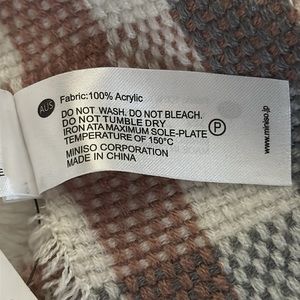 AUS
Fabric:100% Acrylic
DO NOT WASH. DO NOT BLEACH.
DO NOT TUMBLE DRY
IRON ATA MAXIMUM SOLE-PLATE
TEMPERATURE OF 150°C
P
MINISO CORPORATION
MADE IN CHINA
www.miniso.jp
E